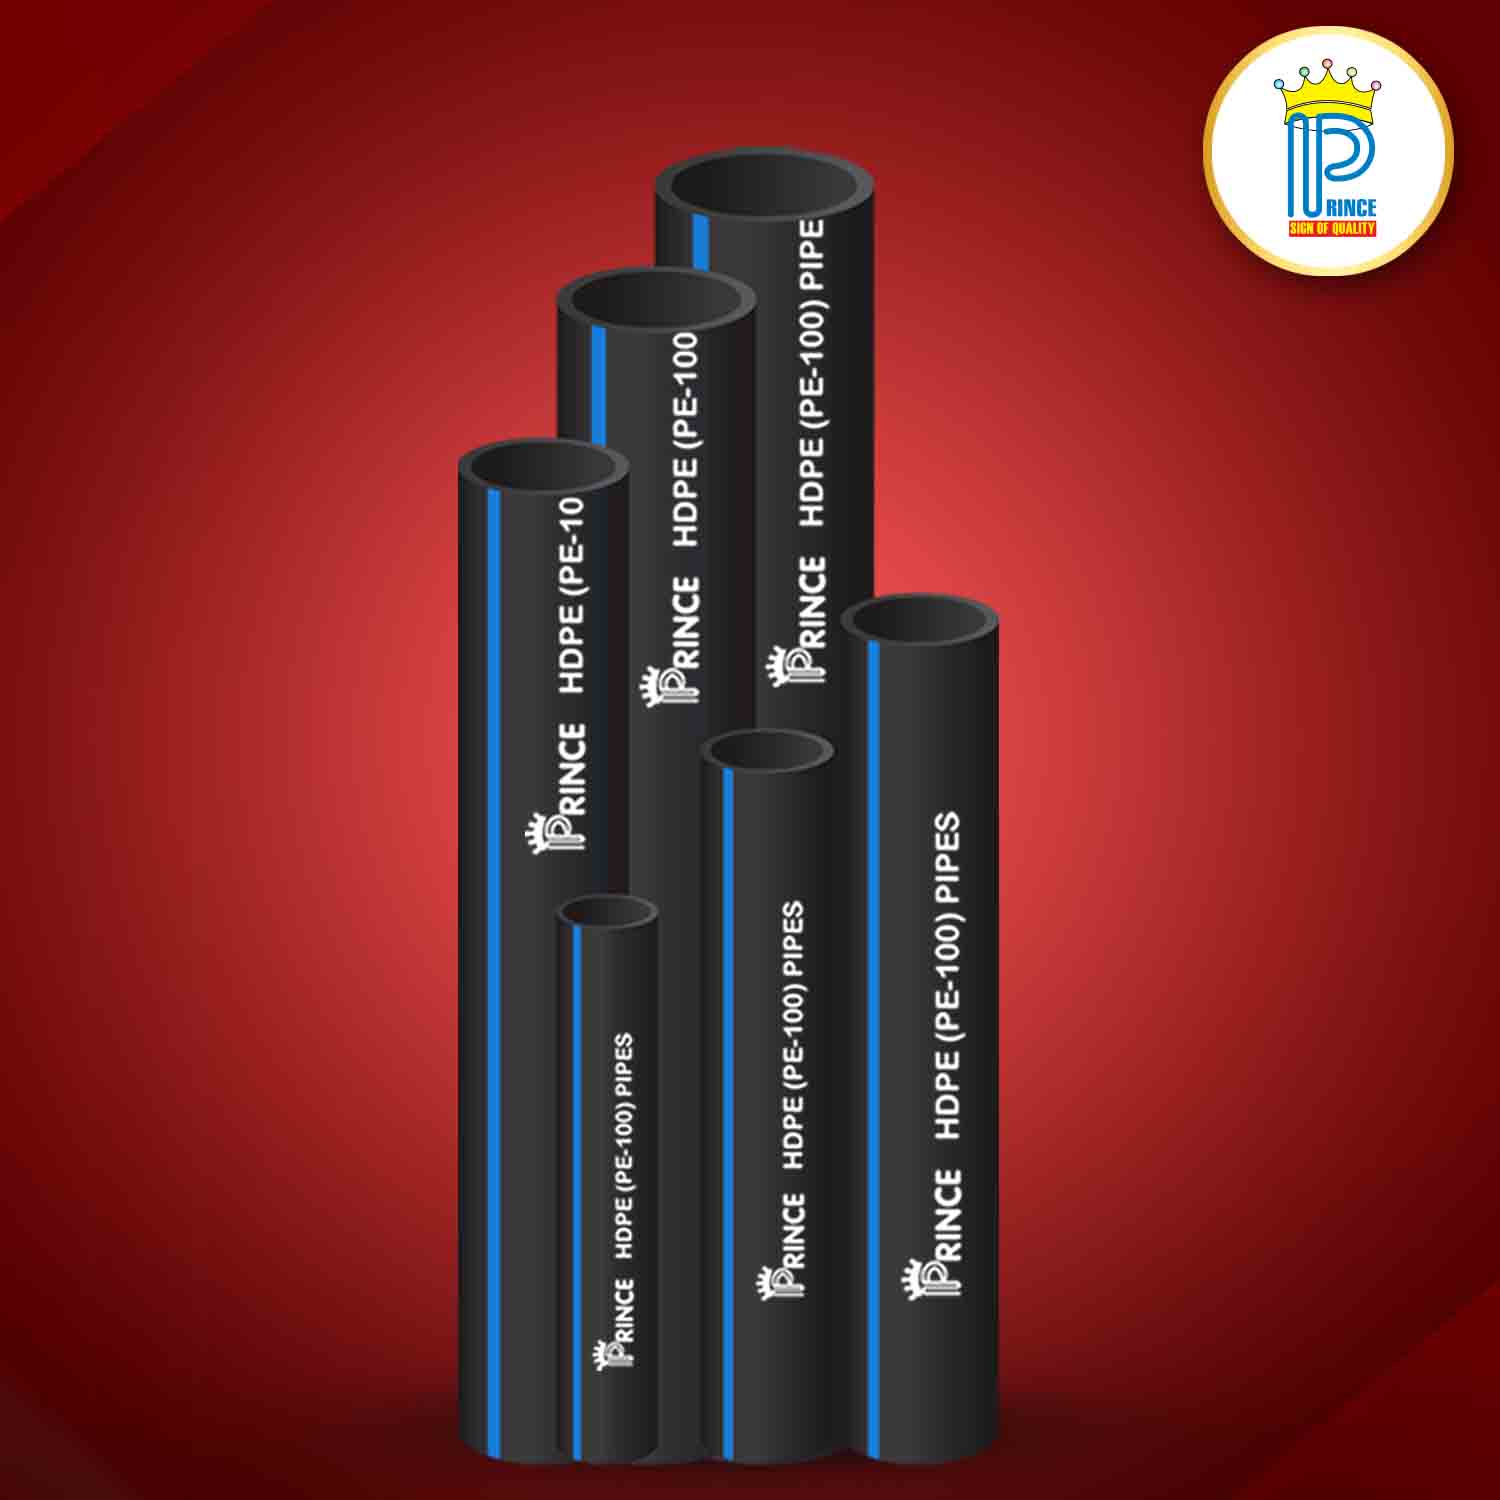 PRINCE
SIGN OF QUALITY
PRINCE HDPE (PE-100) PIPE
PRINCE HDPE (PE-100
PRINCE HDPE (PE-10
PRINCE HDPE (PE-100) PIPES
PRINCE HDPE (PE-100) PIPES
PRINCE HDPE (PE-100) PIPES